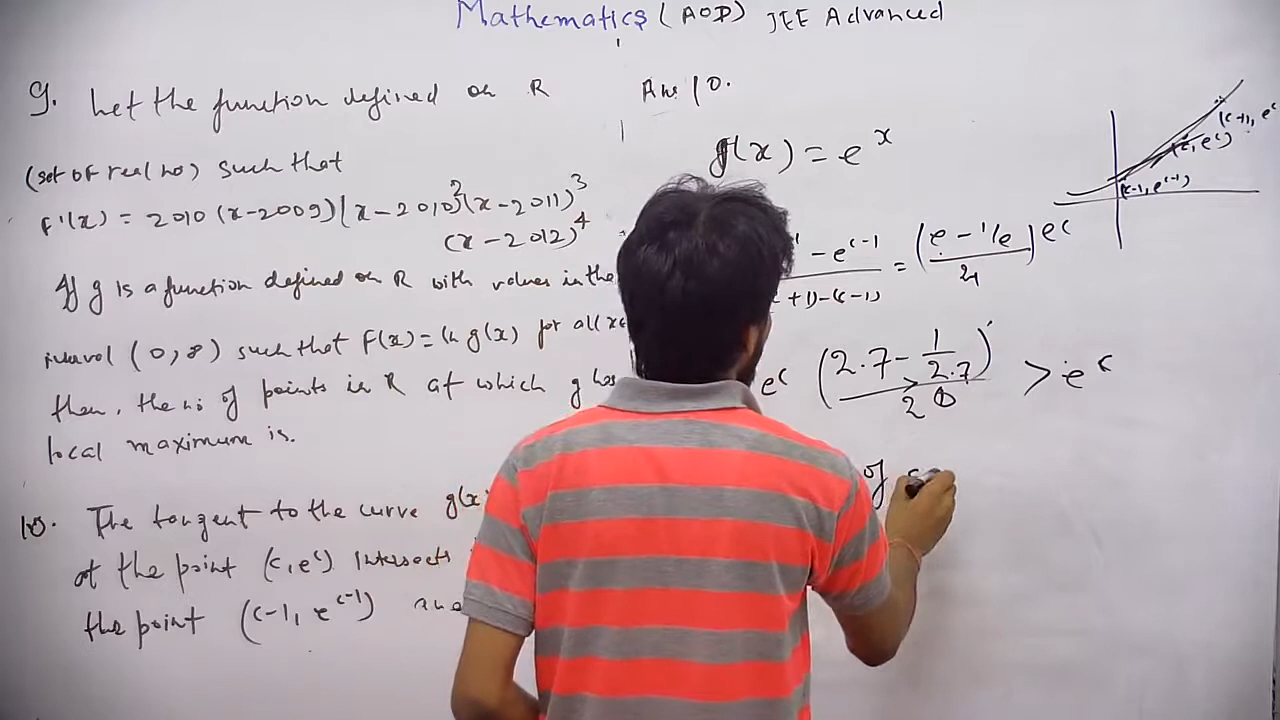 Mathematics (AOD) JEE Advanced
9. Let the function defined on R
(set of real no) such that
f'(x) = 2010 (x-2009)(x-2010)²(x-2011)³
(x-2012)⁴
If g is a function defined on R with values in the
interval (0, ∞) such that f(x) = ln g(x) for all x∈
then, the no of points in R at which g has
local maximum is.
10. The tangent to the curve g(x)
at the point (c, e^c) intersects
the point (c-1, e^(c-1)) and
Ans 10.
g(x) = e^x
- e^(c-1) / (c+1)-(c-1) = ((e - 1/e)/2) e^c
e^c ((2.7 - 1/2.7)/2) > e^c
of
(c+1, e^c
(c, e^c)
(c-1, e^(c-1))